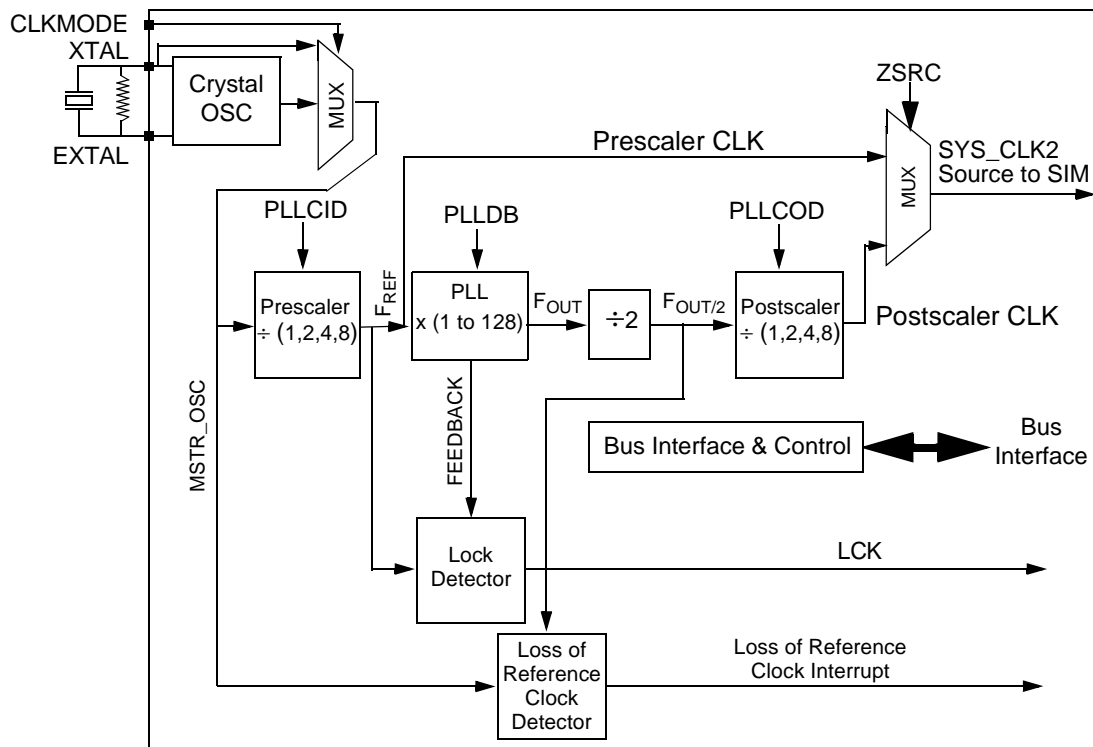 CLKMODE
XTAL
EXTAL
Crystal
OSC
MUX
ZSRC
Prescaler CLK
MUX
SYS_CLK2
Source to SIM
PLLCID
PLLDB
PLLCOD
Prescaler
÷ (1,2,4,8)
FREF
PLL
x (1 to 128)
FOUT
÷2
FOUT/2
Postscaler
÷ (1,2,4,8)
Postscaler CLK
MSTR_OSC
FEEDBACK
Bus Interface & Control
Bus
Interface
Lock
Detector
LCK
Loss of
Reference
Clock
Detector
Loss of Reference
Clock Interrupt